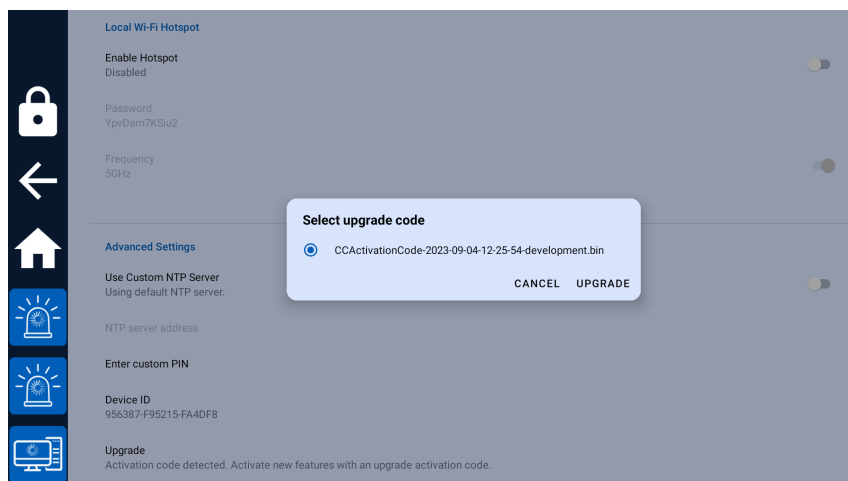 Local Wi-Fi Hotspot
Enable Hotspot
Disabled
Password
YpvDam7KSiu2
Frequency
5GHz
Select upgrade code
CCActivationCode-2023-09-04-12-25-54-development.bin
CANCEL UPGRADE
Advanced Settings
Use Custom NTP Server
Using default NTP server.
NTP server address
Enter custom PIN
Device ID
956387-F95215-FA4DF8
Upgrade
Activation code detected. Activate new features with an upgrade activation code.